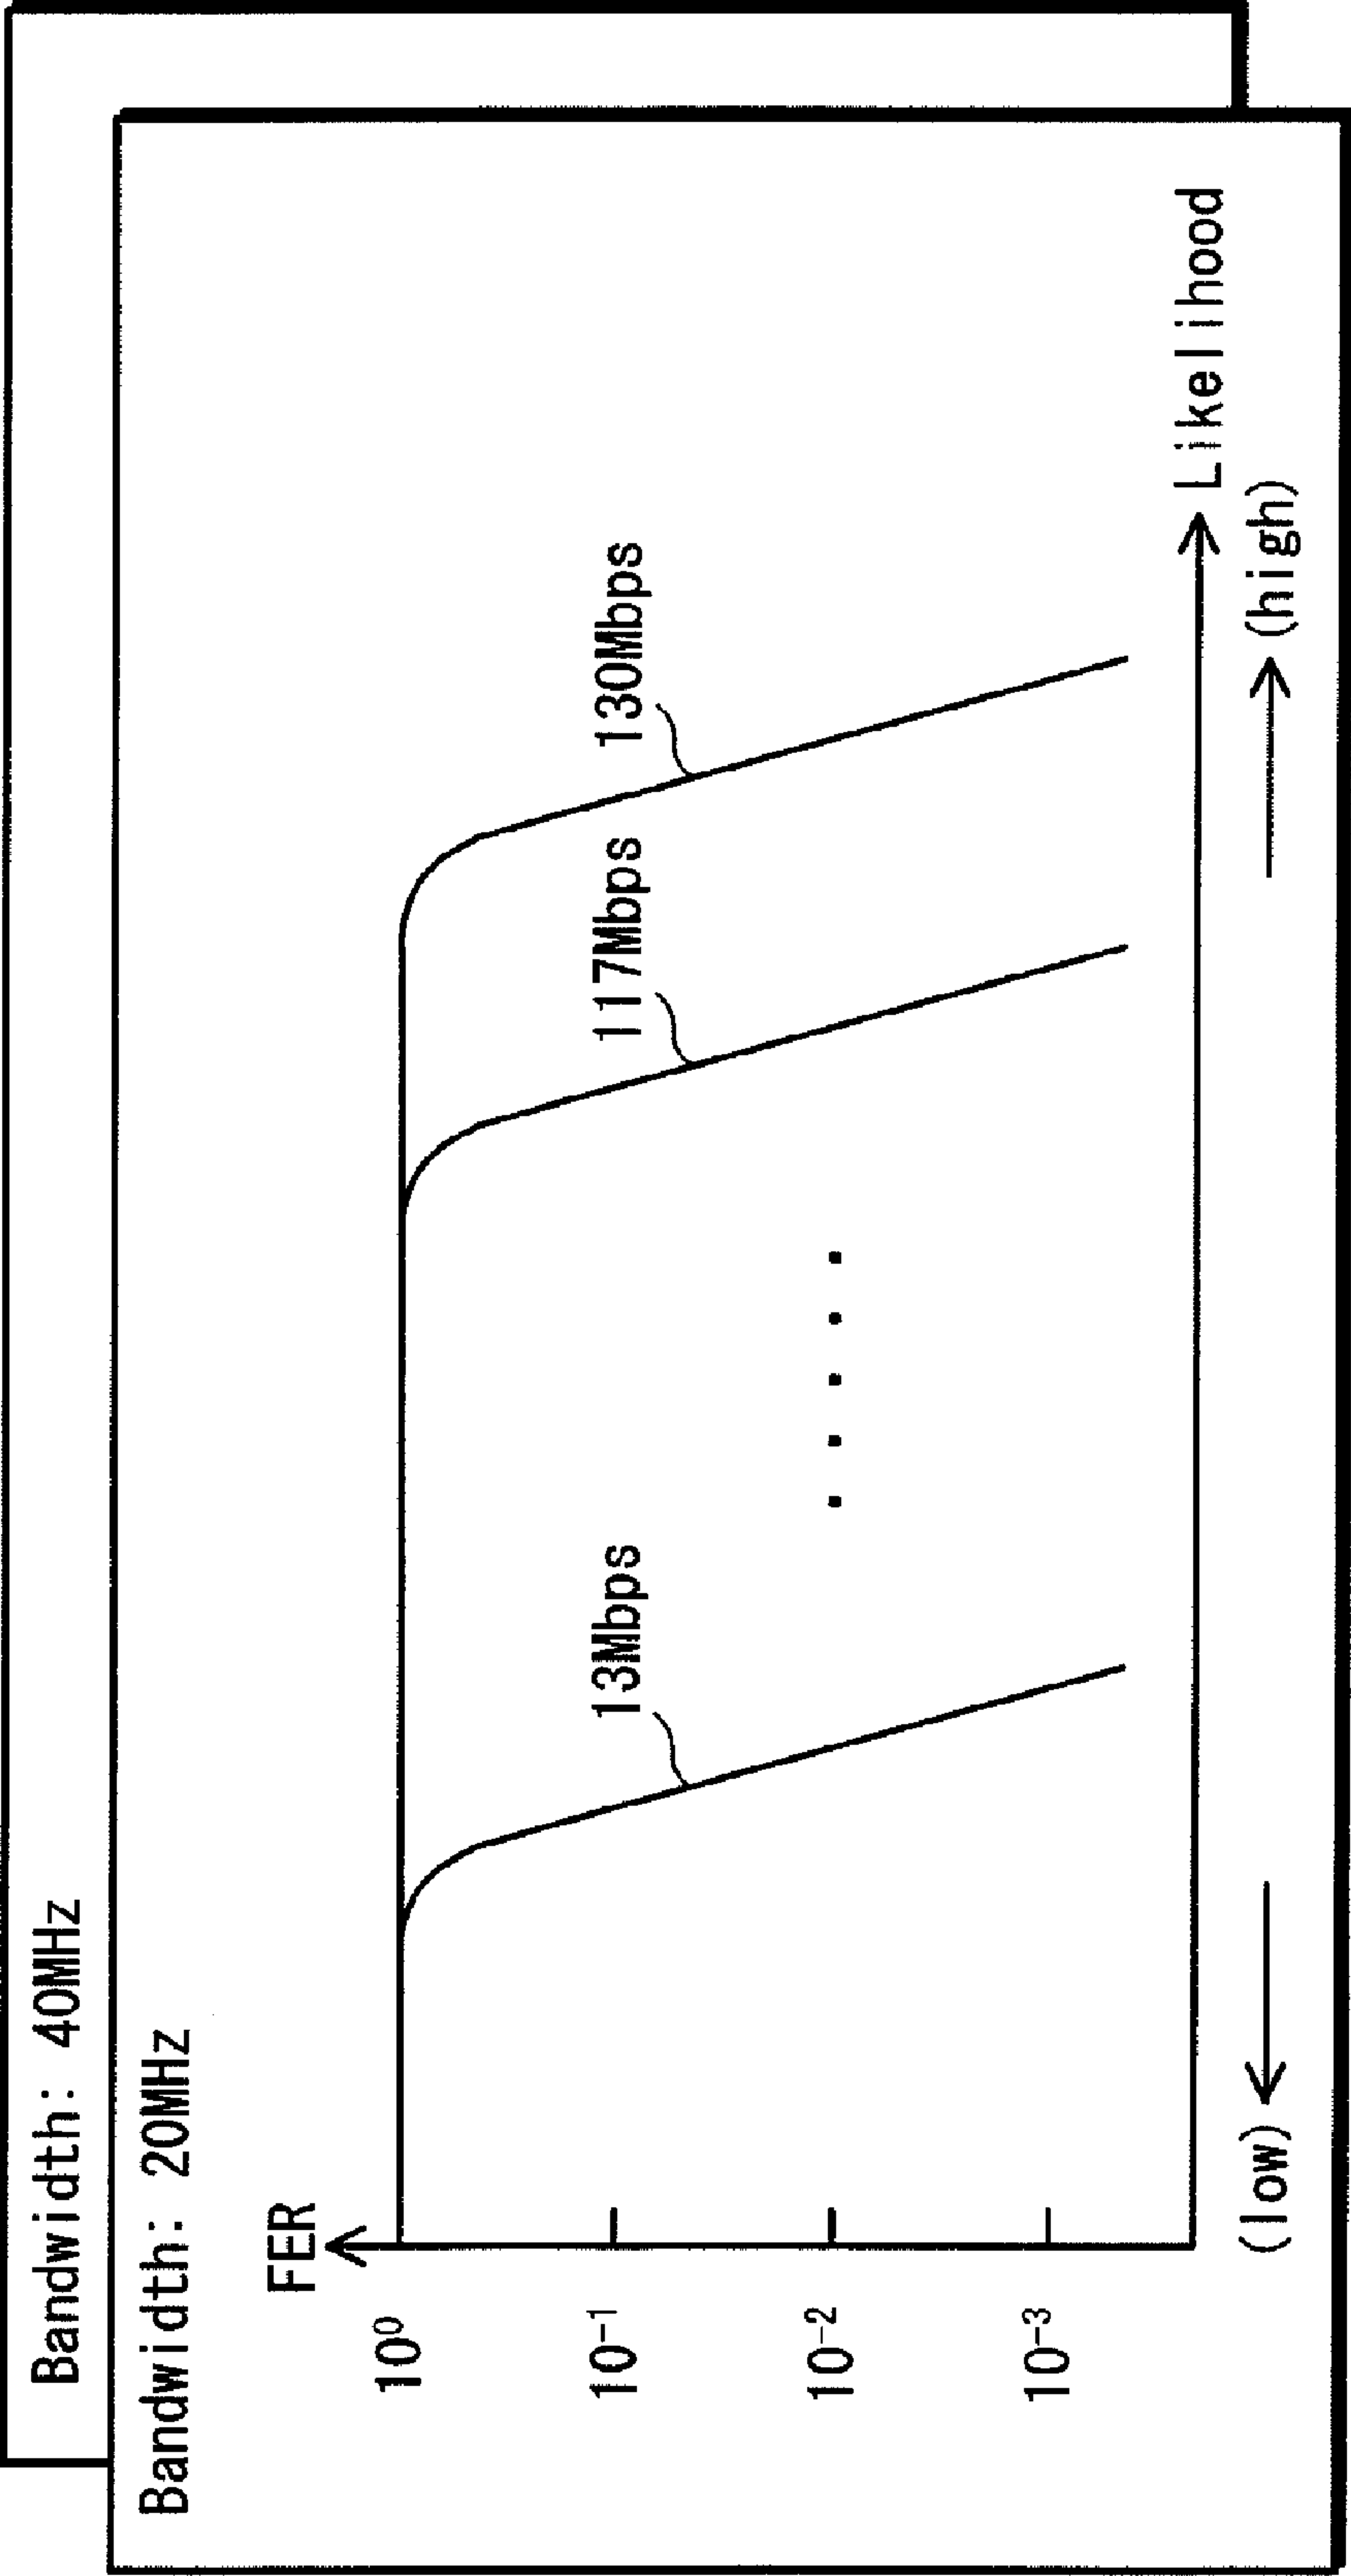 Bandwidth: 40MHz
Bandwidth: 20MHz
FER
10⁰
10⁻¹
10⁻²
10⁻³
13Mbps
117Mbps
130Mbps
Likelihood
(low)
(high)